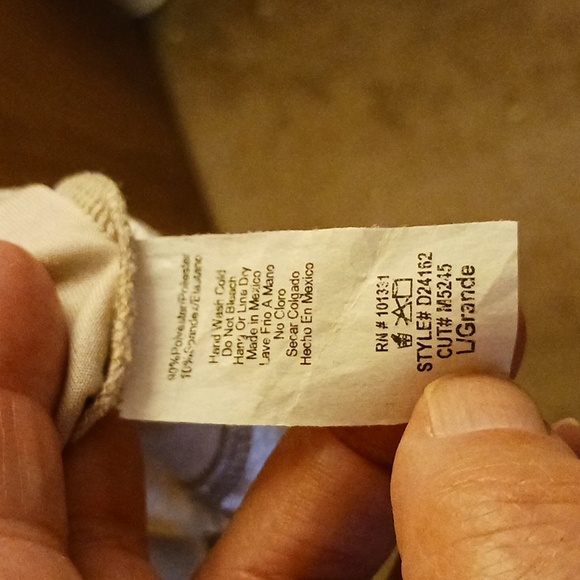 90%Polyester/Poliester
10%Spandex/Elastano
Hand Wash Cold
Do Not Bleach
Hang Or Line Dry
Made In Mexico
Lave Frio A Mano
No Cloro
Secar Colgado
Hecho En Mexico
RN # 101331
STYLE# D24162
CUT# M5245
L/Grande